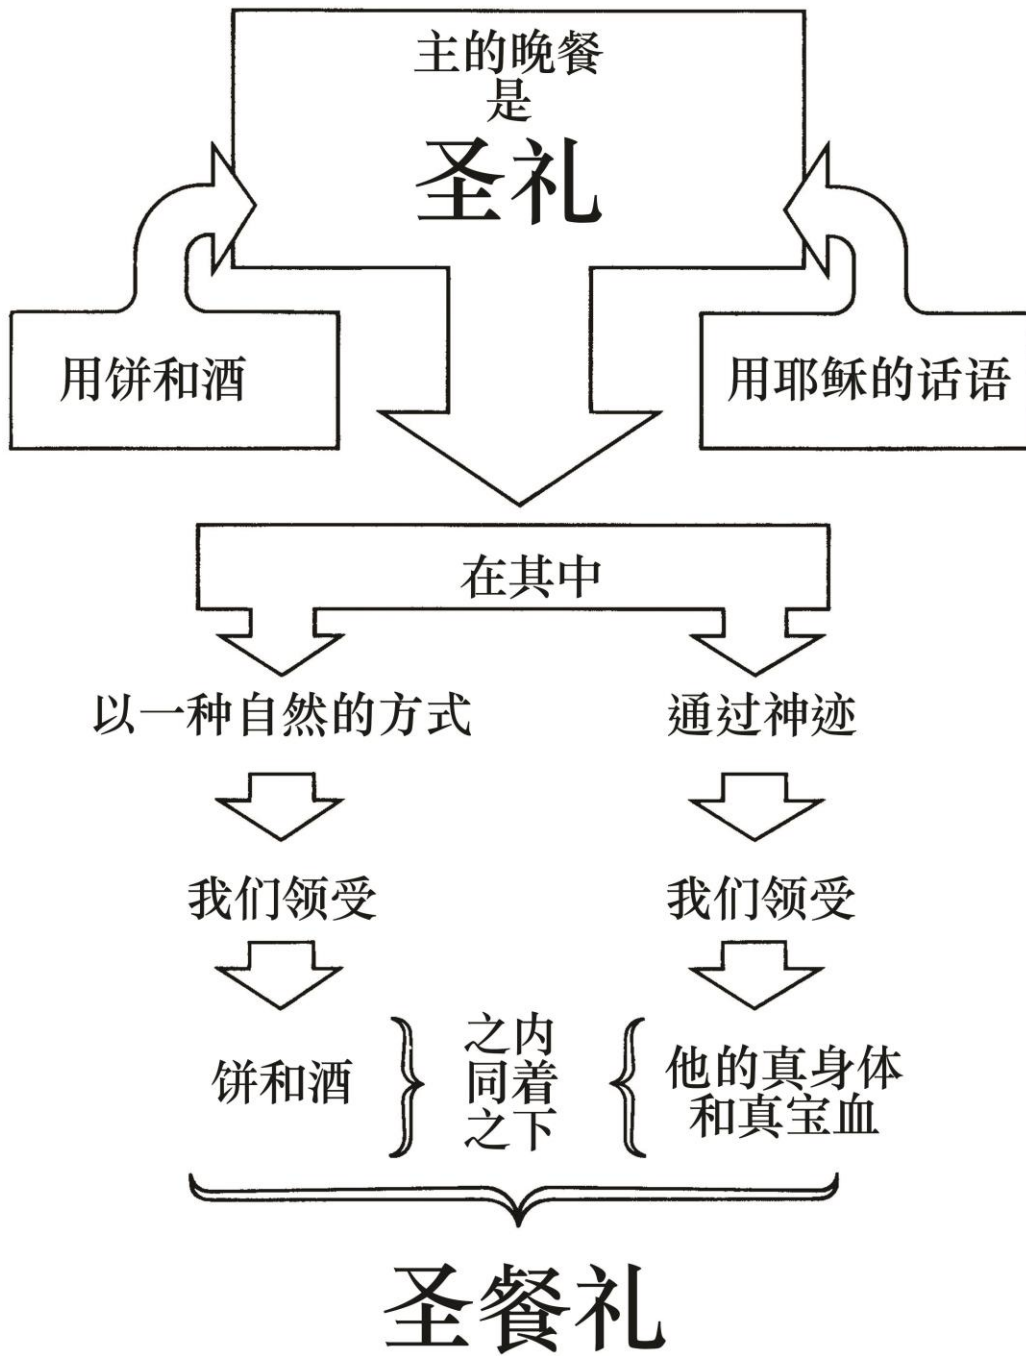 主的晚餐
是
圣礼
用饼和酒
用耶稣的话语
在其中
以一种自然的方式
通过神迹
我们领受
我们领受
饼和酒
之内
同着
之下
他的真身体
和真宝血
圣餐礼